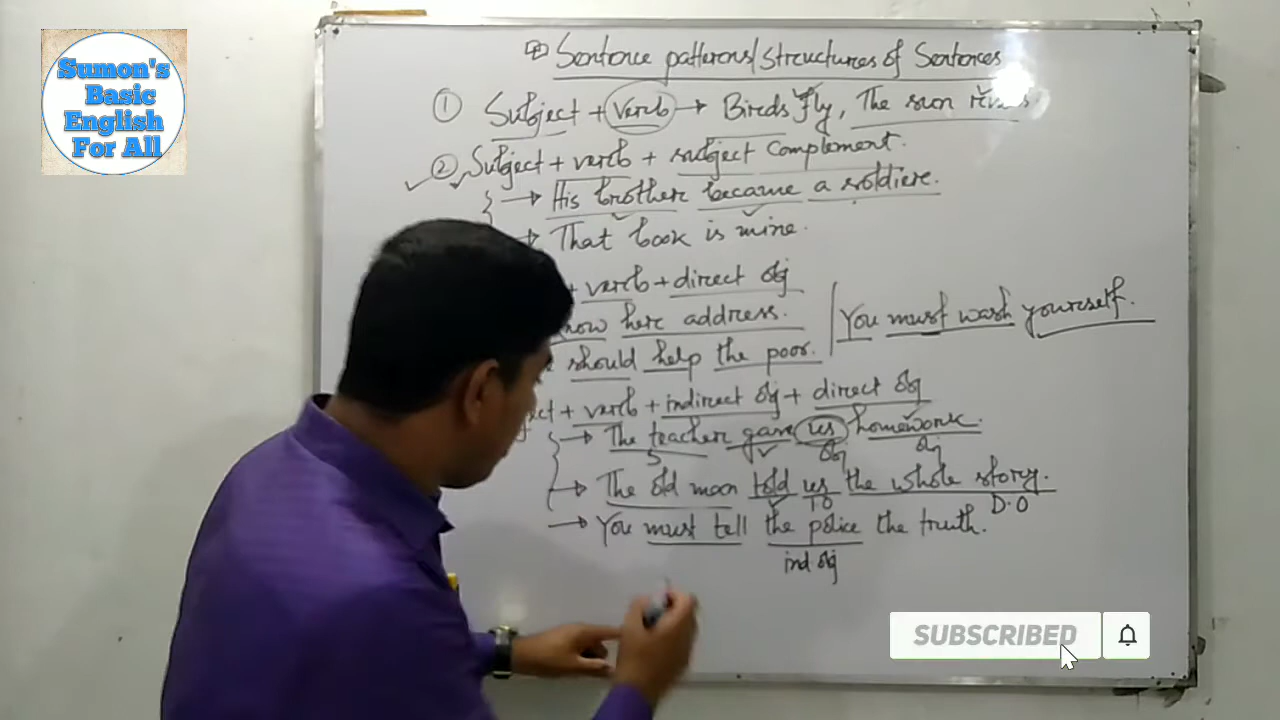 Sumon's
Basic
English
For All
Sentence patterns/Structures of Sentences
① Subject + verb → Birds fly, The sun rises.
② Subject + verb + subject complement.
→ His brother became a soldier.
→ That book is mine.
+ verb + direct obj
know her address.
should help the poor.
You must wash yourself.
+ verb + indirect obj + direct obj
→ The teacher gave us homework.
S V obj obj
→ The old man told us the whole story.
V I O D.O
→ You must tell the police the truth.
ind obj
SUBSCRIBED